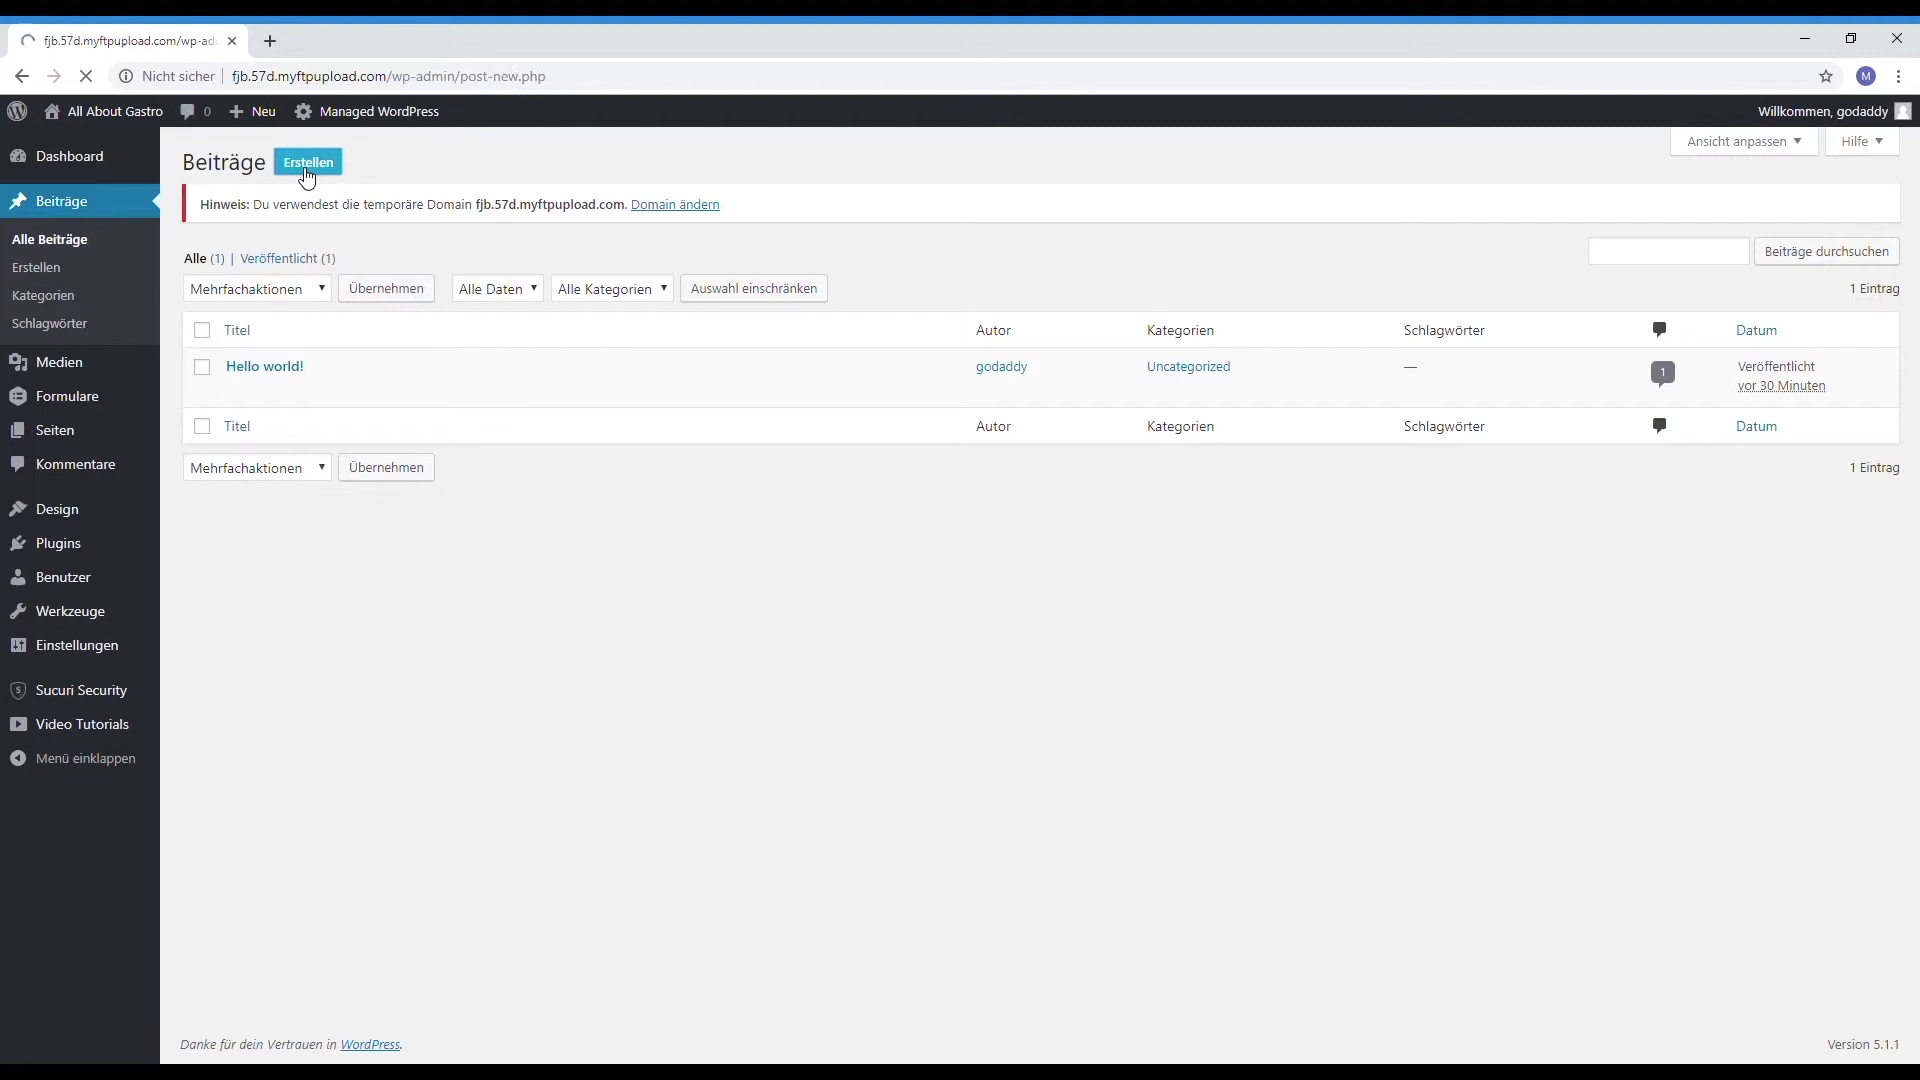 fjb.57d.myftpupload.com/wp-ad
Nicht sicher | fjb.57d.myftpupload.com/wp-admin/post-new.php
M
All About Gastro 0 Neu Managed WordPress
Willkommen, godaddy
Dashboard
Beiträge
Alle Beiträge
Erstellen
Kategorien
Schlagwörter
Medien
Formulare
Seiten
Kommentare
Design
Plugins
Benutzer
Werkzeuge
Einstellungen
Sucuri Security
Video Tutorials
Menü einklappen
Ansicht anpassen Hilfe
Beiträge Erstellen
Hinweis: Du verwendest die temporäre Domain fjb.57d.myftpupload.com. Domain ändern
Alle (1) | Veröffentlicht (1)
Beiträge durchsuchen
Mehrfachaktionen Übernehmen Alle Daten Alle Kategorien Auswahl einschränken
1 Eintrag
Titel Autor Kategorien Schlagwörter Datum
Hello world! godaddy Uncategorized — 1 Veröffentlicht
vor 30 Minuten
Titel Autor Kategorien Schlagwörter Datum
Mehrfachaktionen Übernehmen
1 Eintrag
Danke für dein Vertrauen in WordPress.
Version 5.1.1